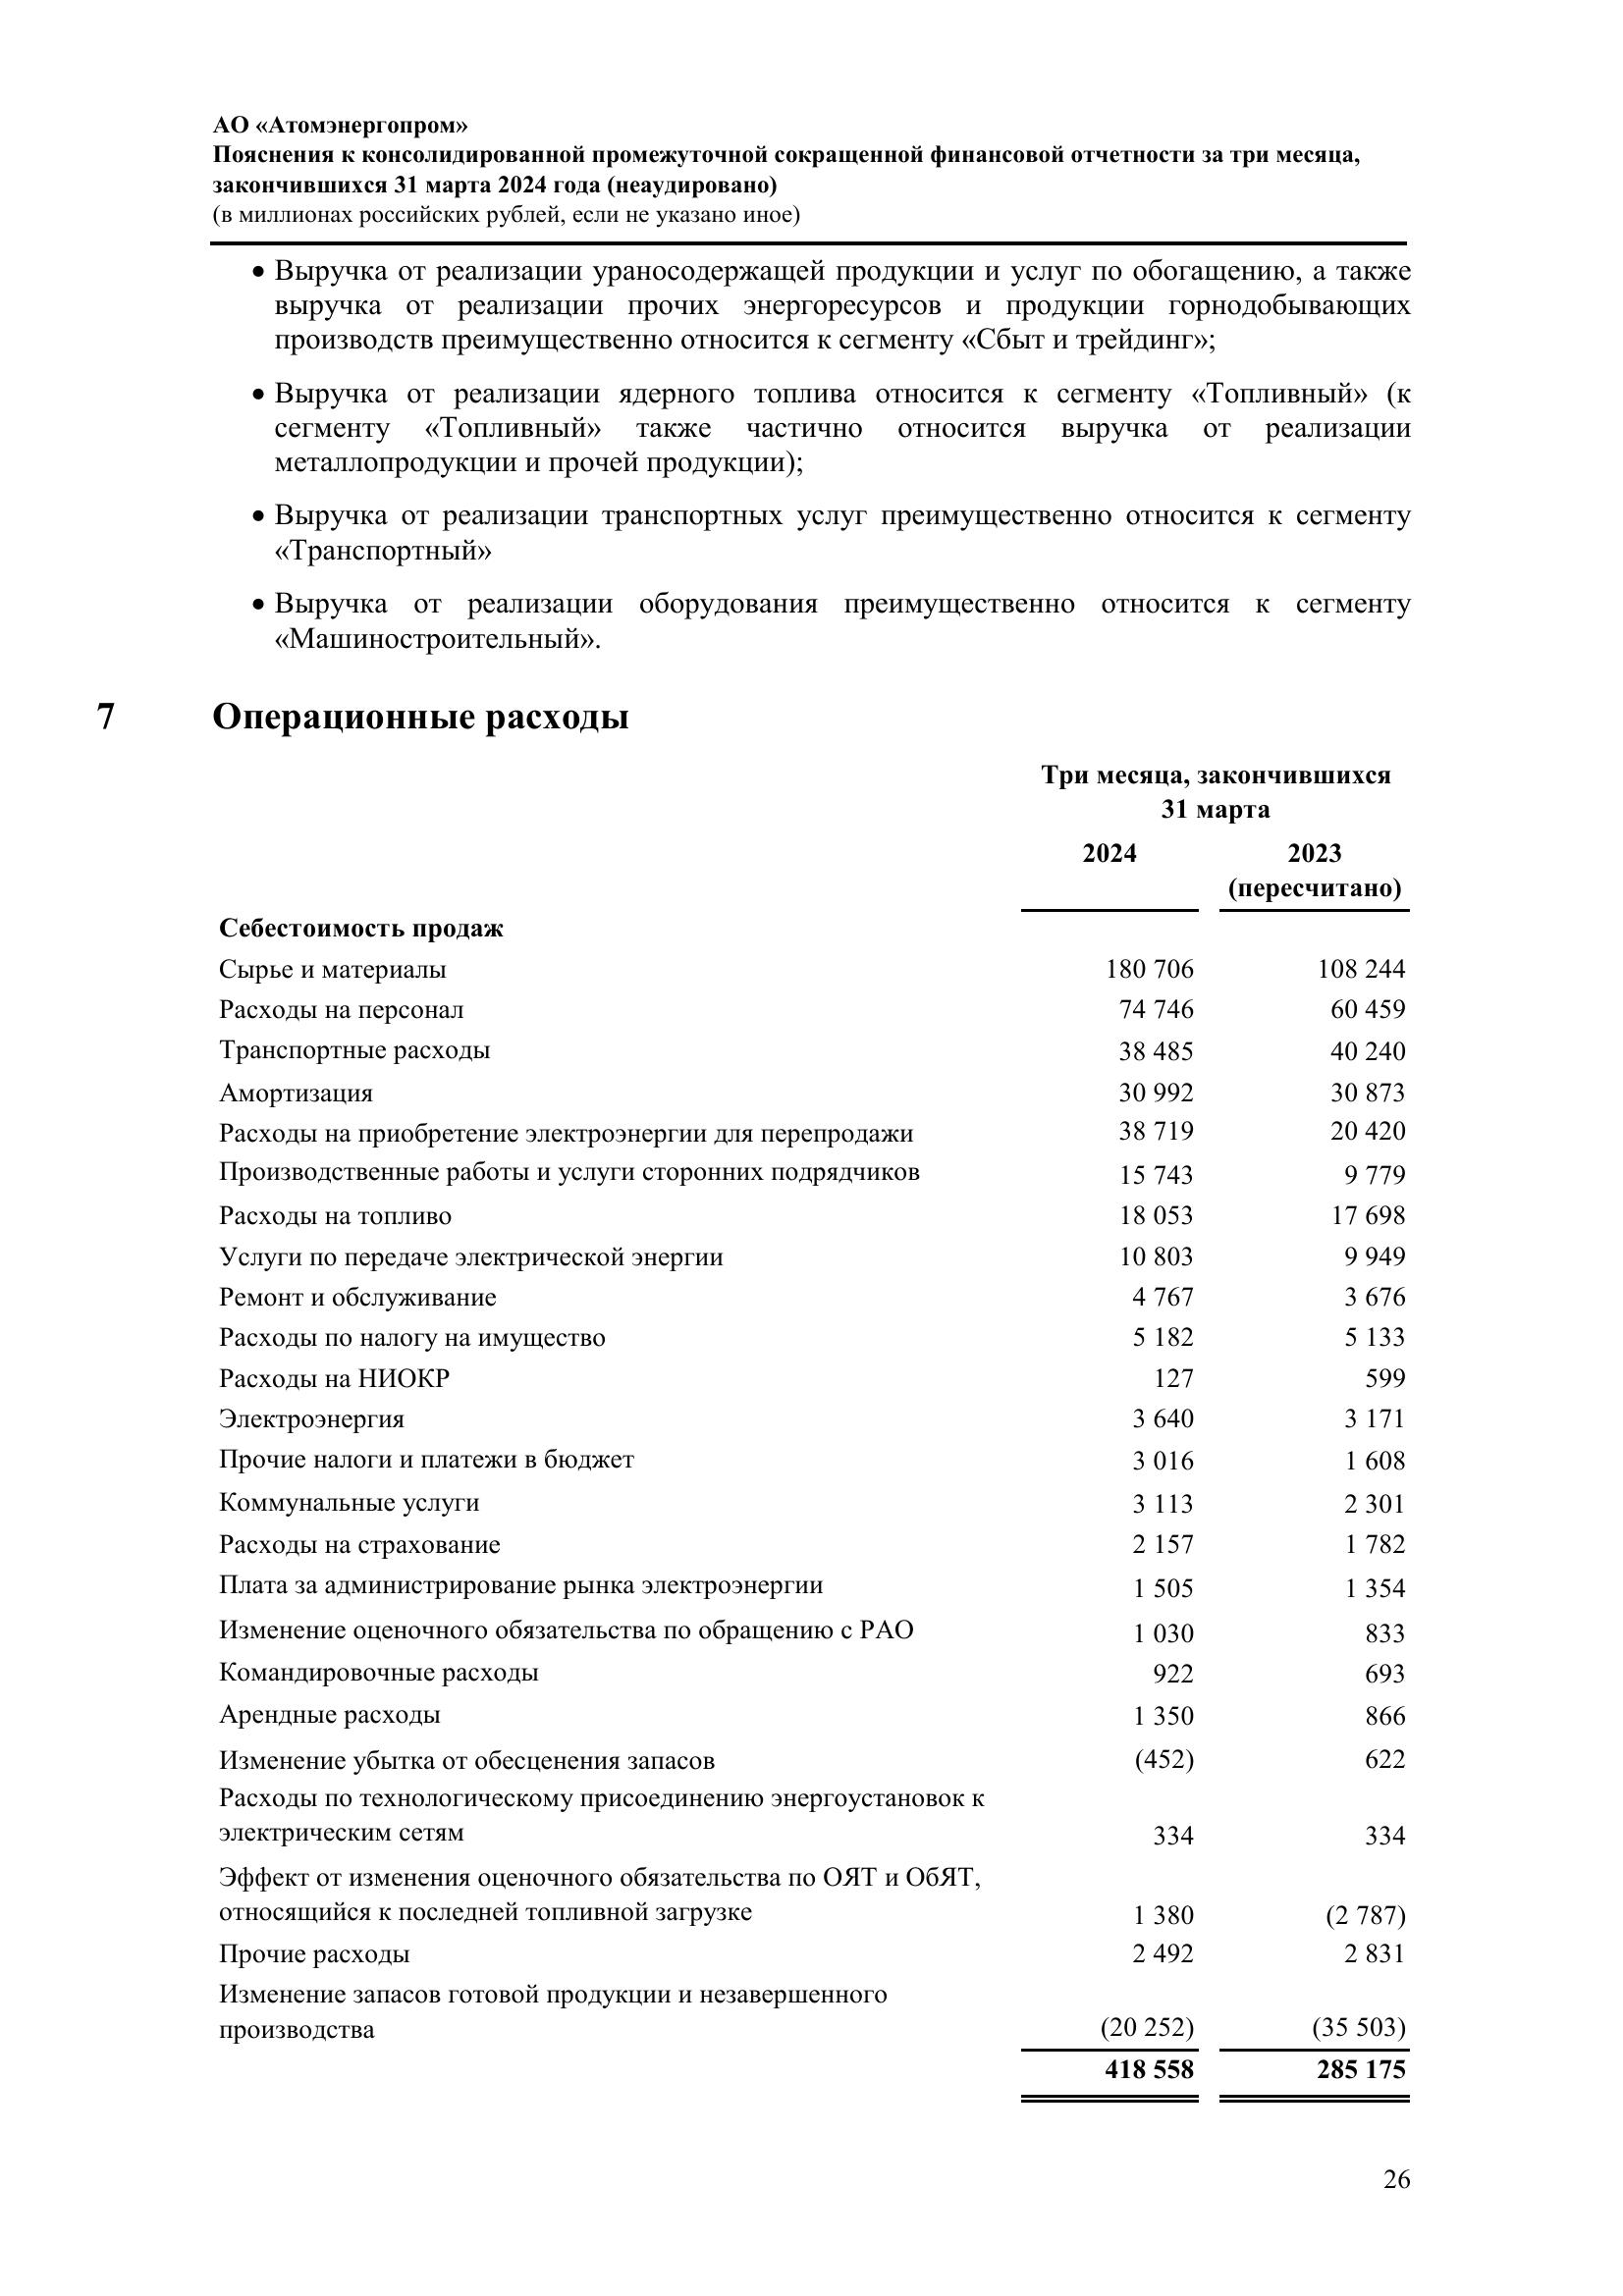 АО «Атомэнергопром»
Пояснения к консолидированной промежуточной сокращенной финансовой отчетности за три месяца,
закончившихся 31 марта 2024 года (неаудировано)
(в миллионах российских рублей, если не указано иное)
• Выручка от реализации ураносодержащей продукции и услуг по обогащению, а также
выручка от реализации прочих энергоресурсов и продукции горнодобывающих
производств преимущественно относится к сегменту «Сбыт и трейдинг»;
• Выручка от реализации ядерного топлива относится к сегменту «Топливный» (к
сегменту «Топливный» также частично относится выручка от реализации
металлопродукции и прочей продукции);
• Выручка от реализации транспортных услуг преимущественно относится к сегменту
«Транспортный»
• Выручка от реализации оборудования преимущественно относится к сегменту
«Машиностроительный».
7 Операционные расходы
Три месяца, закончившихся
31 марта
2024 2023
(пересчитано)
Себестоимость продаж
Сырье и материалы 180 706 108 244
Расходы на персонал 74 746 60 459
Транспортные расходы 38 485 40 240
Амортизация 30 992 30 873
Расходы на приобретение электроэнергии для перепродажи 38 719 20 420
Производственные работы и услуги сторонних подрядчиков 15 743 9 779
Расходы на топливо 18 053 17 698
Услуги по передаче электрической энергии 10 803 9 949
Ремонт и обслуживание 4 767 3 676
Расходы по налогу на имущество 5 182 5 133
Расходы на НИОКР 127 599
Электроэнергия 3 640 3 171
Прочие налоги и платежи в бюджет 3 016 1 608
Коммунальные услуги 3 113 2 301
Расходы на страхование 2 157 1 782
Плата за администрирование рынка электроэнергии 1 505 1 354
Изменение оценочного обязательства по обращению с РАО 1 030 833
Командировочные расходы 922 693
Арендные расходы 1 350 866
Изменение убытка от обесценения запасов (452) 622
Расходы по технологическому присоединению энергоустановок к
электрическим сетям 334 334
Эффект от изменения оценочного обязательства по ОЯТ и ОбЯТ,
относящийся к последней топливной загрузке 1 380 (2 787)
Прочие расходы 2 492 2 831
Изменение запасов готовой продукции и незавершенного
производства (20 252) (35 503)
418 558 285 175
26